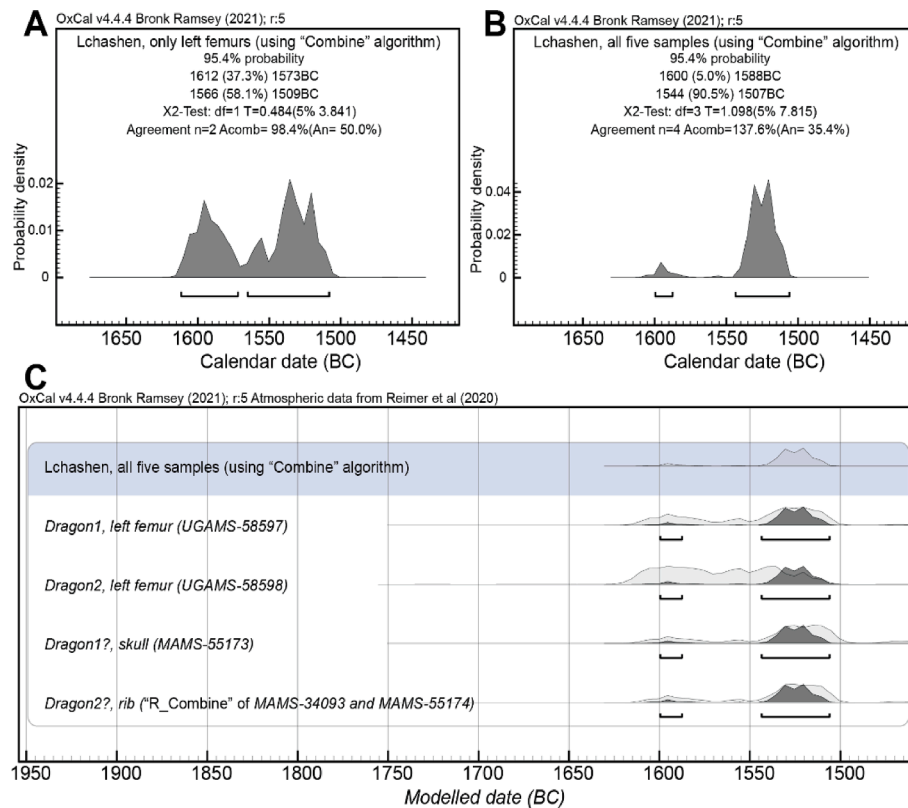 A
OxCal v4.4.4 Bronk Ramsey (2021); r:5
Lchashen, only left femurs (using “Combine” algorithm)
95.4% probability
1612 (37.3%) 1573BC
1566 (58.1%) 1509BC
X2-Test: df=1 T=0.484(5% 3.841)
Agreement n=2 Acomb= 98.4%(An= 50.0%)
Probability density
0.02
0.01
0
1650 1600 1550 1500 1450
Calendar date (BC)
B
OxCal v4.4.4 Bronk Ramsey (2021); r:5
Lchashen, all five samples (using “Combine” algorithm)
95.4% probability
1600 (5.0%) 1588BC
1544 (90.5%) 1507BC
X2-Test: df=3 T=1.098(5% 7.815)
Agreement n=4 Acomb=137.6%(An= 35.4%)
Probability density
0.04
0.02
0
1650 1600 1550 1500 1450
Calendar date (BC)
C
OxCal v4.4.4 Bronk Ramsey (2021); r:5 Atmospheric data from Reimer et al (2020)
Lchashen, all five samples (using “Combine” algorithm)
Dragon1, left femur (UGAMS-58597)
Dragon2, left femur (UGAMS-58598)
Dragon1?, skull (MAMS-55173)
Dragon2?, rib (“R_Combine” of MAMS-34093 and MAMS-55174)
1950 1900 1850 1800 1750 1700 1650 1600 1550 1500
Modelled date (BC)